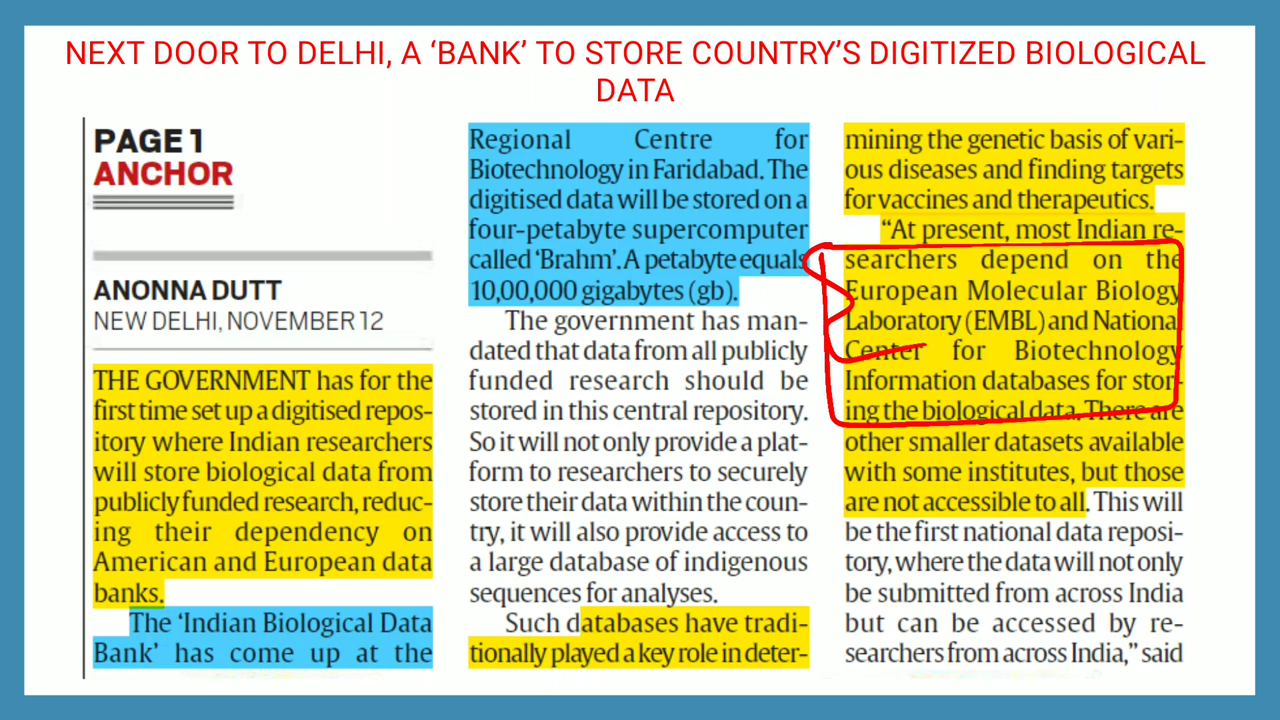 NEXT DOOR TO DELHI, A ‘BANK’ TO STORE COUNTRY’S DIGITIZED BIOLOGICAL
DATA
PAGE 1
ANCHOR
ANONNA DUTT
NEW DELHI, NOVEMBER 12
THE GOVERNMENT has for the
first time set up a digitised repos-
itory where Indian researchers
will store biological data from
publicly funded research, reduc-
ing their dependency on
American and European data
banks.
The ‘Indian Biological Data
Bank’ has come up at the
Regional Centre for
Biotechnology in Faridabad. The
digitised data will be stored on a
four-petabyte supercomputer
called ‘Brahm’. A petabyte equals
10,00,000 gigabytes (gb).
The government has man-
dated that data from all publicly
funded research should be
stored in this central repository.
So it will not only provide a plat-
form to researchers to securely
store their data within the coun-
try, it will also provide access to
a large database of indigenous
sequences for analyses.
Such databases have tradi-
tionally played a key role in deter-
mining the genetic basis of vari-
ous diseases and finding targets
for vaccines and therapeutics.
“At present, most Indian re-
searchers depend on the
European Molecular Biology
Laboratory (EMBL) and National
Center for Biotechnology
Information databases for stor-
ing the biological data. There are
other smaller datasets available
with some institutes, but those
are not accessible to all. This will
be the first national data reposi-
tory, where the data will not only
be submitted from across India
but can be accessed by re-
searchers from across India,” said